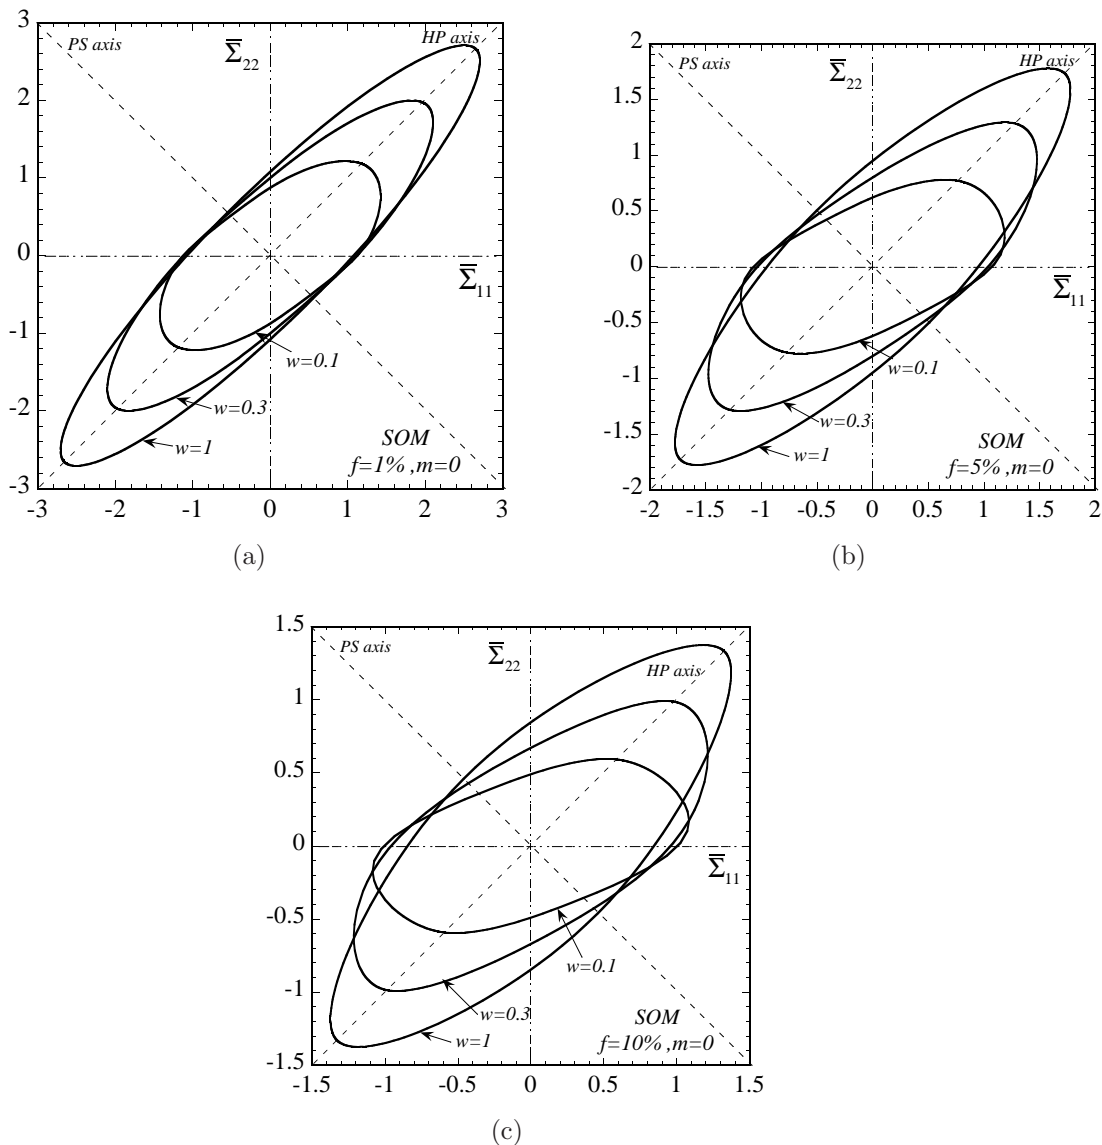 3
PS axis
HP axis
Σ̅₂₂
2
1
0
Σ̅₁₁
-1
w=0.1
-2
w=0.3
w=1
SOM
f=1% ,m=0
-3
-3 -2 -1 0 1 2 3
(a)
2
PS axis
HP axis
Σ̅₂₂
1.5
1
0.5
0
Σ̅₁₁
-0.5
w=0.1
-1
w=0.3
-1.5
w=1
SOM
f=5% ,m=0
-2
-2 -1.5 -1 -0.5 0 0.5 1 1.5 2
(b)
1.5
PS axis
Σ̅₂₂
HP axis
1
0.5
0
Σ̅₁₁
-0.5
w=0.1
-1
w=0.3
w=1
SOM
f=10% ,m=0
-1.5
-1.5 -1 -0.5 0 0.5 1 1.5
(c)